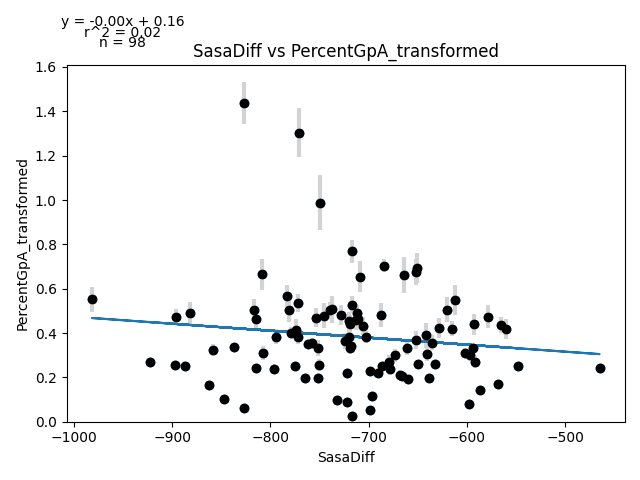 y = -0.00x + 0.16
r^2 = 0.02
n = 98
SasaDiff vs PercentGpA_transformed
1.6
1.4
1.2
1.0
0.8
0.6
0.4
0.2
0.0
PercentGpA_transformed
−1000
−900
−800
−700
−600
−500
SasaDiff